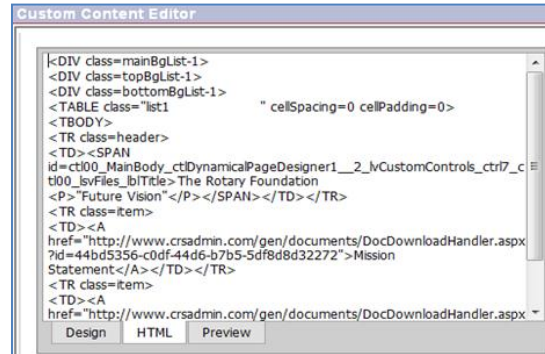 Custom Content Editor
<DIV class=mainBgList-1>
<DIV class=topBgList-1>
<DIV class=bottomBgList-1>
<TABLE class="list1 " cellSpacing=0 cellPadding=0>
<TBODY>
<TR class=header>
<TD><SPAN
id=ctl00_MainBody_ctlDynamicalPageDesigner1__2_lvCustomControls_ctrl7_c
tl00_lsvFiles_lblTitle>The Rotary Foundation
<P>"Future Vision"</P></SPAN></TD></TR>
<TR class=item>
<TD><A
href="http://www.crsadmin.com/gen/documents/DocDownloadHandler.aspx
?id=44bd5356-c0df-44d6-b7b5-5df8d8d32272">Mission
Statement</A></TD></TR>
<TR class=item>
<TD><A
href="http://www.crsadmin.com/gen/documents/DocDownloadHandler.aspx
Design HTML Preview